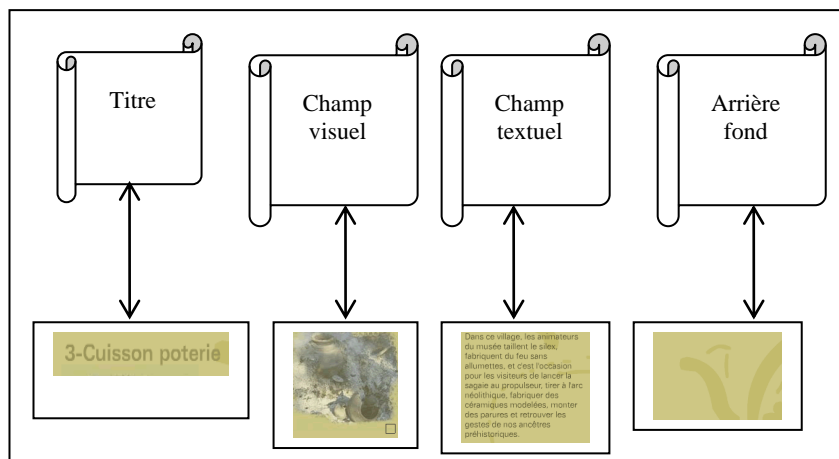 Titre
Champ
visuel
Champ
textuel
Arrière
fond
3-Cuisson poterie
Dans ce village, les animateurs
du musée taillent le silex,
fabriquent du feu sans
allumettes, et c'est l'occasion
pour les visiteurs de lancer la
sagaie au propulseur, tirer à l'arc
néolithique, fabriquer des
céramiques modelées, monter
des parures et retrouver les
gestes de nos ancêtres
préhistoriques.